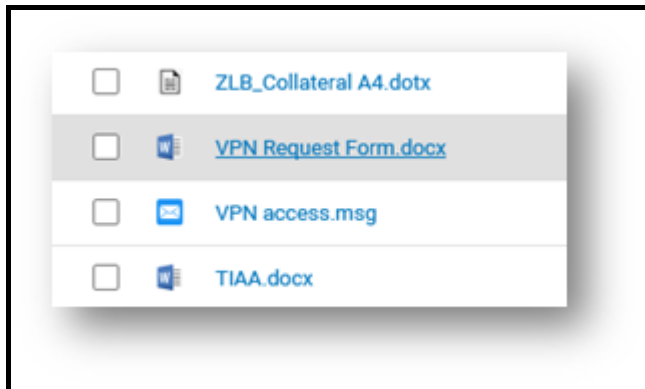 ZLB_Collateral A4.dotx
VPN Request Form.docx
VPN access.msg
TIAA.docx